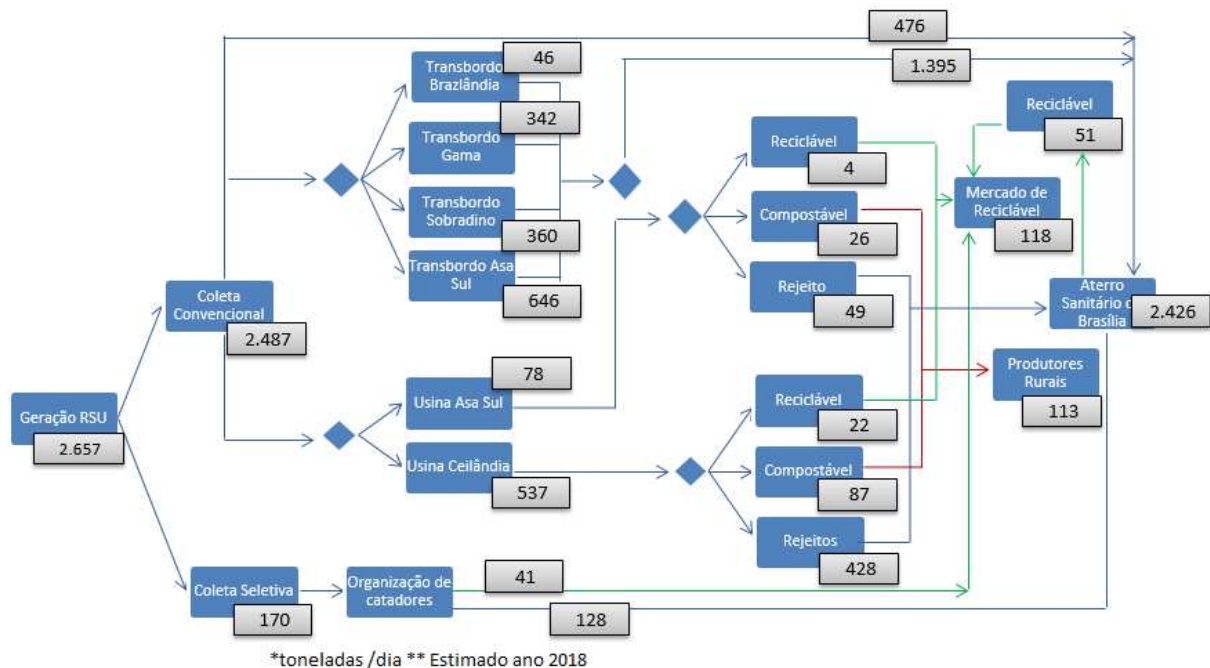 476
1.395
46
Transbordo
Brazlândia
342
Transbordo
Gama
Transbordo
Sobradino
360
Transbordo Asa
Sul
646
Reciclável
4
Compostável
26
Rejeito
49
Reciclável
51
Mercado de
Reciclável
118
Aterro
Sanitário
Brasília
2.426
Coleta
Convencional
2.487
Geração RSU
2.657
78
Usina Asa Sul
Usina Ceilândia
537
Reciclável
22
Compostável
87
Rejeitos
428
Produtores
Rurais
113
Coleta Seletiva
170
Organização de
catadores
41
128
*toneladas /dia ** Estimado ano 2018